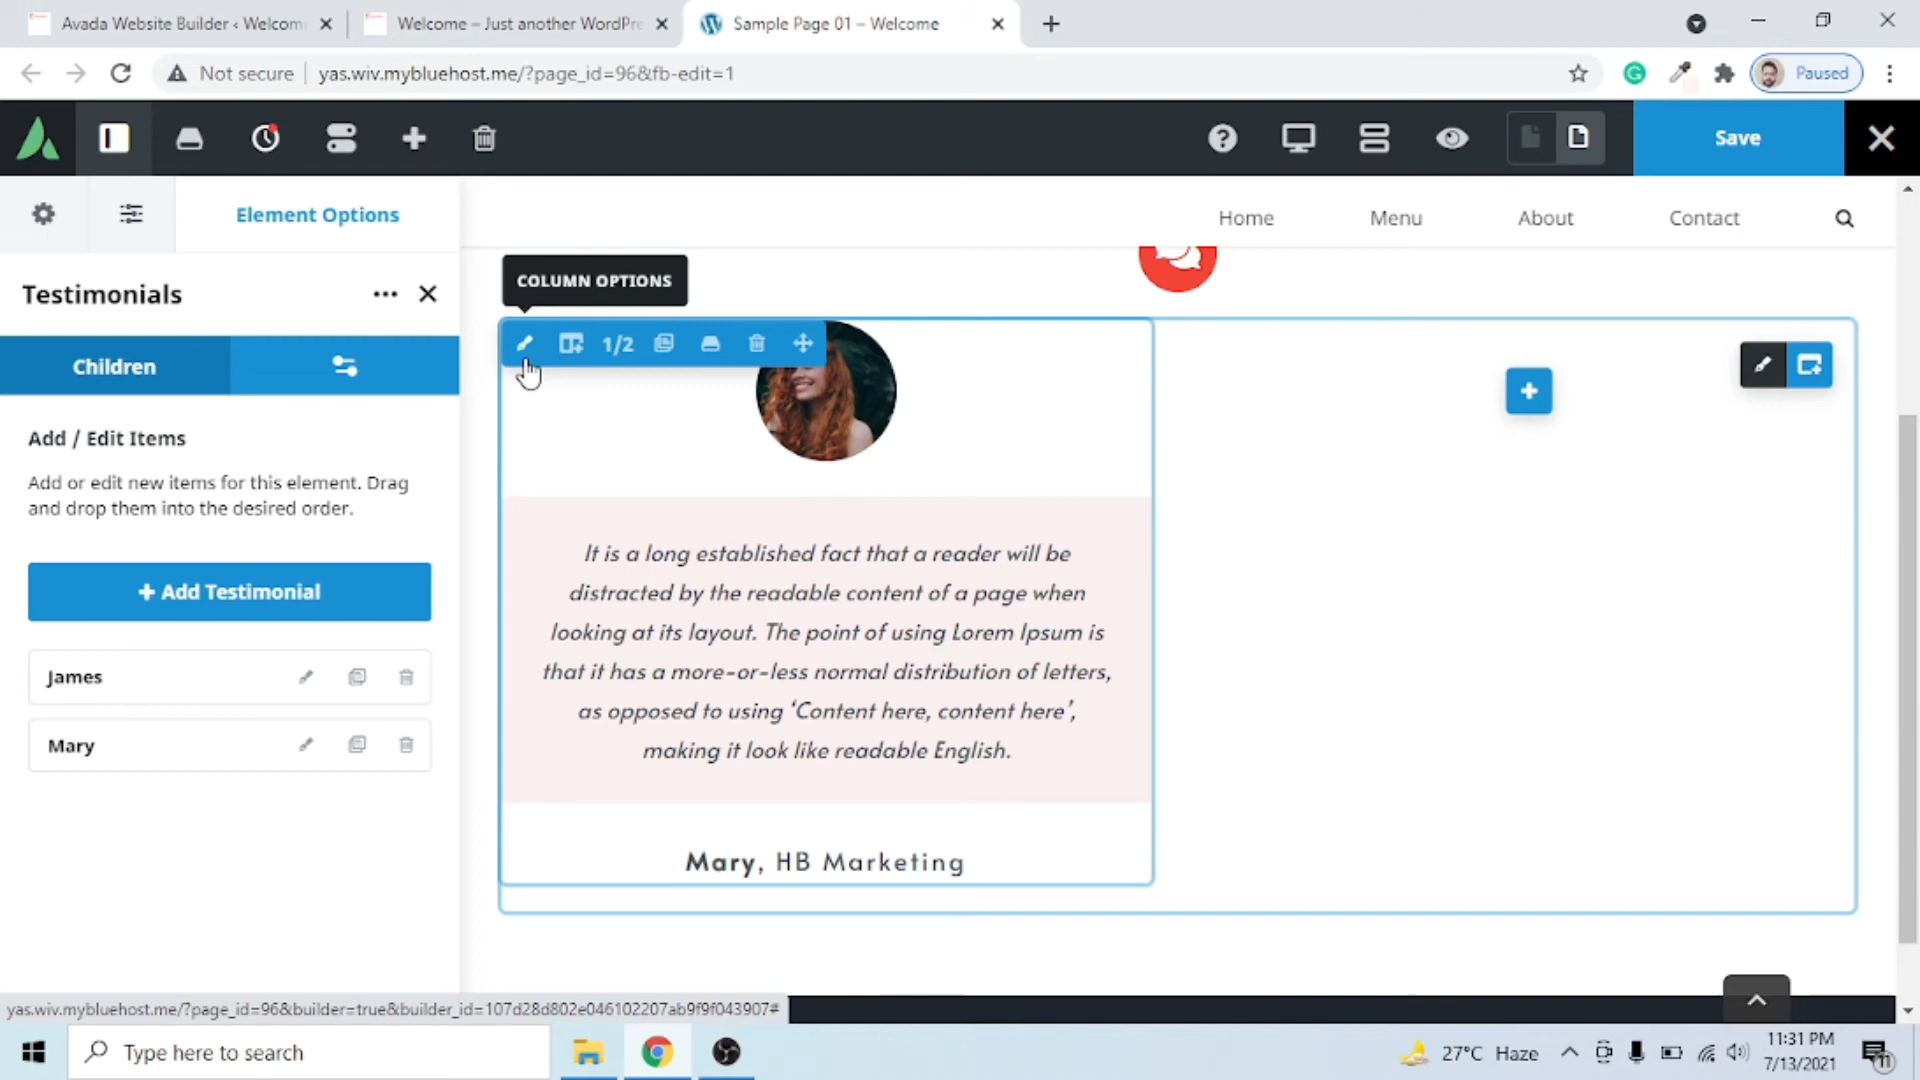 Avada Website Builder ‹ Welcom
Welcome – Just another WordPre
Sample Page 01 – Welcome
Not secure
yas.wiv.mybluehost.me/?page_id=96&fb-edit=1
Paused
Save
Element Options
Home
Menu
About
Contact
Testimonials
COLUMN OPTIONS
1/2
Children
Add / Edit Items
Add or edit new items for this element. Drag
and drop them into the desired order.
+ Add Testimonial
James
Mary
It is a long established fact that a reader will be
distracted by the readable content of a page when
looking at its layout. The point of using Lorem Ipsum is
that it has a more-or-less normal distribution of letters,
as opposed to using ‘Content here, content here’,
making it look like readable English.
Mary, HB Marketing
yas.wiv.mybluehost.me/?page_id=96&builder=true&builder_id=107d28d802e046102207ab9f9f043907#
Type here to search
27°C Haze
11:31 PM
7/13/2021
11